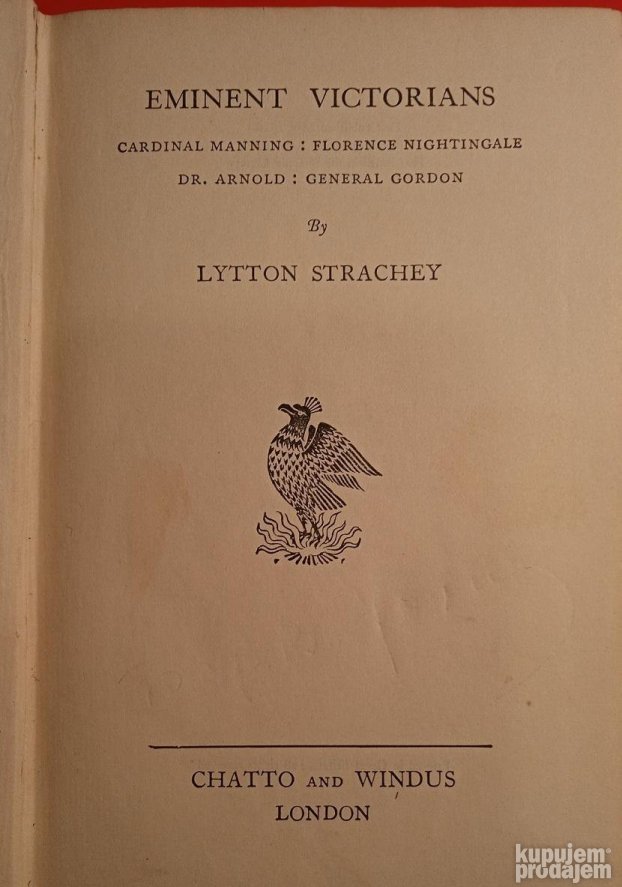 EMINENT VICTORIANS
CARDINAL MANNING : FLORENCE NIGHTINGALE
DR. ARNOLD : GENERAL GORDON
By
LYTTON STRACHEY
CHATTO AND WINDUS
LONDON
kupujem
prodajem